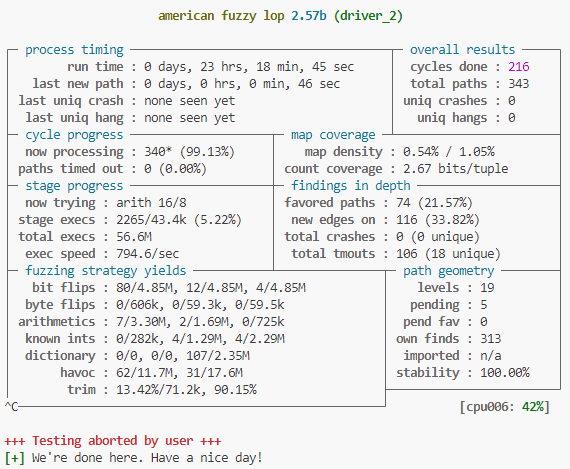 american fuzzy lop 2.57b (driver_2)
process timing
overall results
run time : 0 days, 23 hrs, 18 min, 45 sec
cycles done : 216
last new path : 0 days, 0 hrs, 0 min, 46 sec
total paths : 343
last uniq crash : none seen yet
uniq crashes : 0
last uniq hang : none seen yet
uniq hangs : 0
cycle progress
map coverage
now processing : 340* (99.13%)
map density : 0.54% / 1.05%
paths timed out : 0 (0.00%)
count coverage : 2.67 bits/tuple
stage progress
findings in depth
now trying : arith 16/8
favored paths : 74 (21.57%)
stage execs : 2265/43.4k (5.22%)
new edges on : 116 (33.82%)
total execs : 56.6M
total crashes : 0 (0 unique)
exec speed : 794.6/sec
total tmouts : 106 (18 unique)
fuzzing strategy yields
path geometry
bit flips : 80/4.85M, 12/4.85M, 4/4.85M
levels : 19
byte flips : 0/606k, 0/59.3k, 0/59.5k
pending : 5
arithmetics : 7/3.30M, 2/1.69M, 0/725k
pend fav : 0
known ints : 0/282k, 4/1.29M, 4/2.29M
own finds : 313
dictionary : 0/0, 0/0, 107/2.35M
imported : n/a
havoc : 62/11.7M, 31/17.6M
stability : 100.00%
trim : 13.42%/71.2k, 90.15%
^C
[cpu006: 42%]
+++ Testing aborted by user +++
[+] We're done here. Have a nice day!